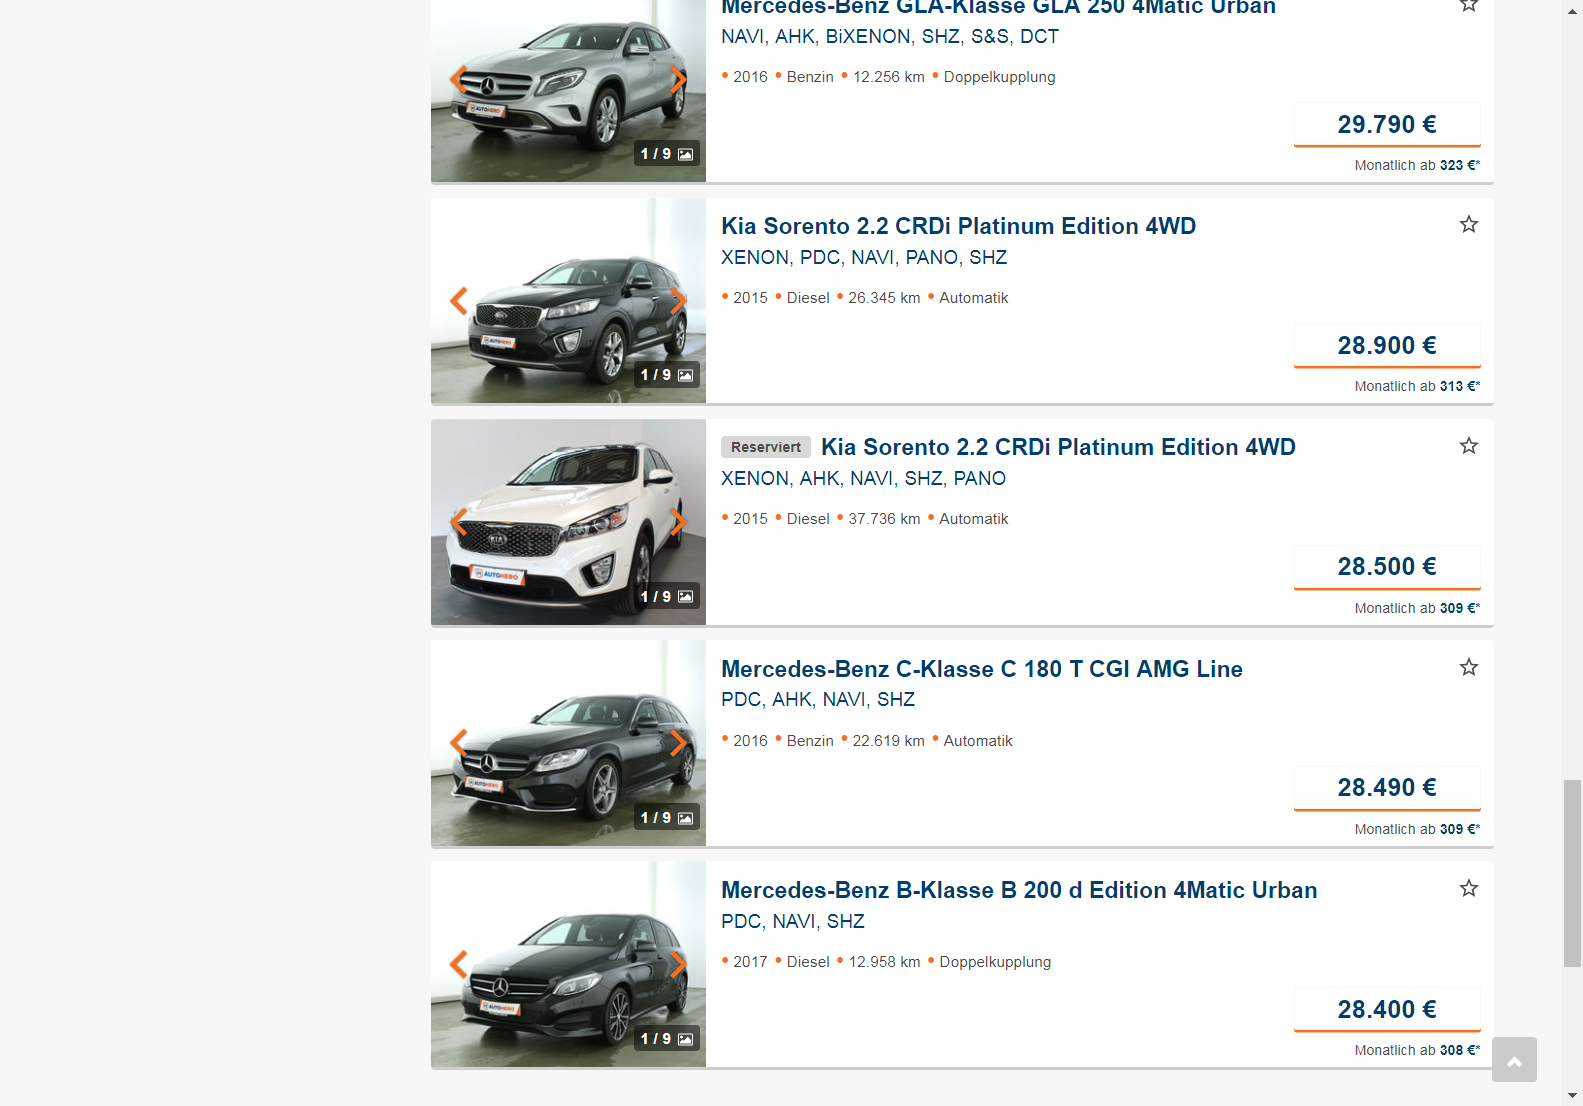 Mercedes-Benz GLA-Klasse GLA 250 4Matic Urban
NAVI, AHK, BiXENON, SHZ, S&S, DCT
• 2016 • Benzin • 12.256 km • Doppelkupplung
AUTOHERO
1 / 9
29.790 €
Monatlich ab 323 €*
Kia Sorento 2.2 CRDi Platinum Edition 4WD
XENON, PDC, NAVI, PANO, SHZ
• 2015 • Diesel • 26.345 km • Automatik
AUTOHERO
1 / 9
28.900 €
Monatlich ab 313 €*
Reserviert Kia Sorento 2.2 CRDi Platinum Edition 4WD
XENON, AHK, NAVI, SHZ, PANO
• 2015 • Diesel • 37.736 km • Automatik
KIA
AUTOHERO
1 / 9
28.500 €
Monatlich ab 309 €*
Mercedes-Benz C-Klasse C 180 T CGI AMG Line
PDC, AHK, NAVI, SHZ
• 2016 • Benzin • 22.619 km • Automatik
AUTOHERO
1 / 9
28.490 €
Monatlich ab 309 €*
Mercedes-Benz B-Klasse B 200 d Edition 4Matic Urban
PDC, NAVI, SHZ
• 2017 • Diesel • 12.958 km • Doppelkupplung
AUTOHERO
1 / 9
28.400 €
Monatlich ab 308 €*